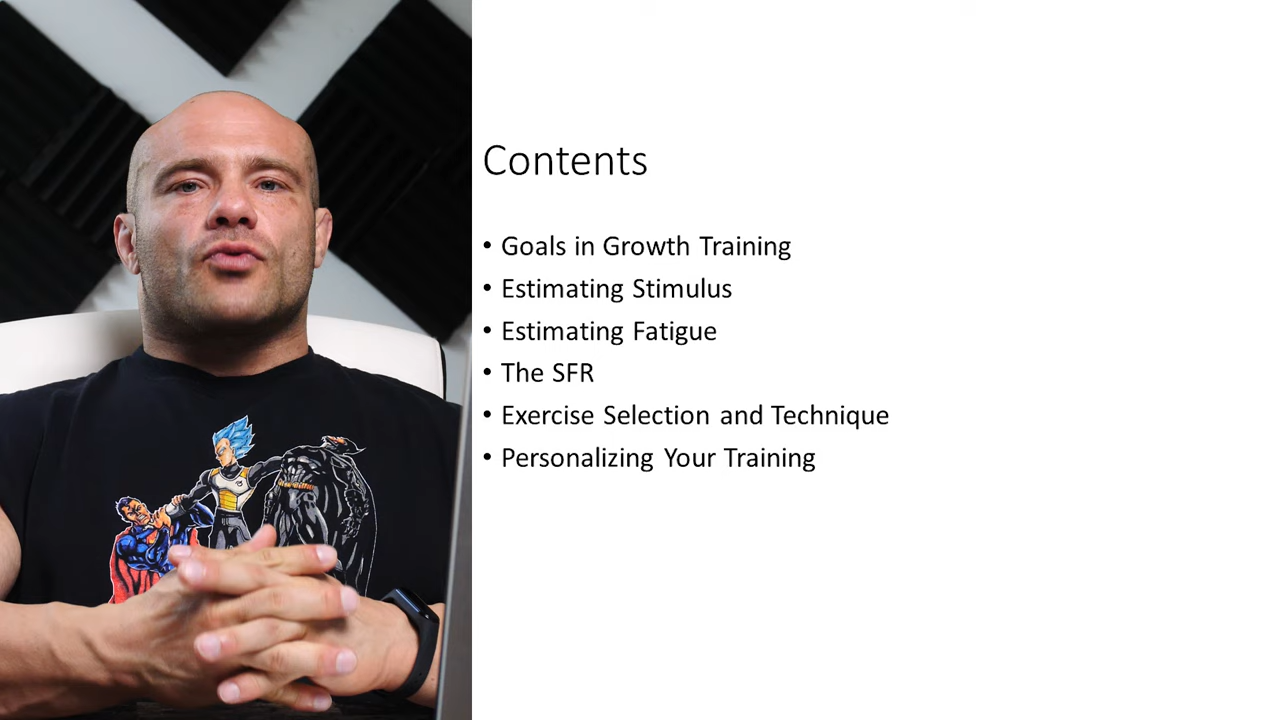 Contents
• Goals in Growth Training
• Estimating Stimulus
• Estimating Fatigue
• The SFR
• Exercise Selection and Technique
• Personalizing Your Training